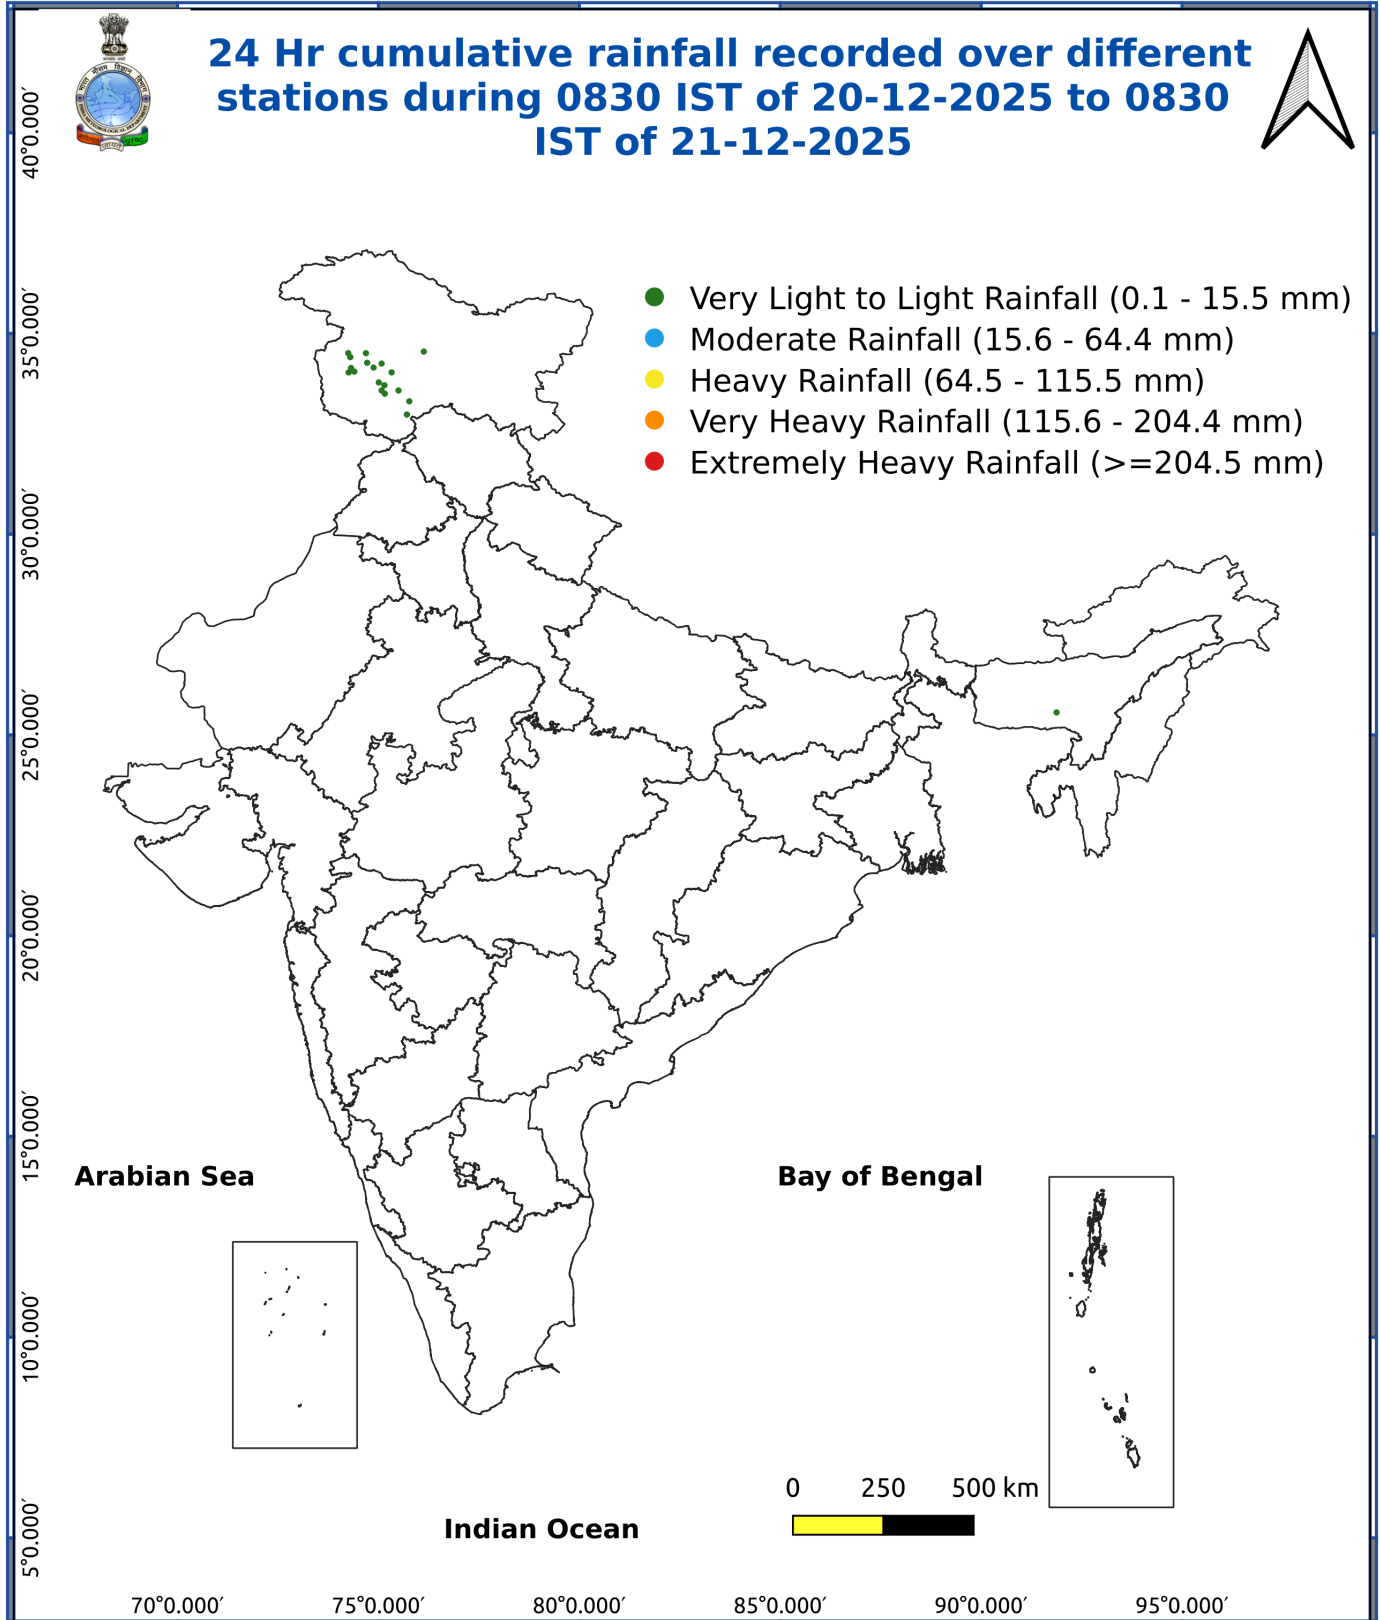 24 Hr cumulative rainfall recorded over different
stations during 0830 IST of 20-12-2025 to 0830
IST of 21-12-2025
Very Light to Light Rainfall (0.1 - 15.5 mm)
Moderate Rainfall (15.6 - 64.4 mm)
Heavy Rainfall (64.5 - 115.5 mm)
Very Heavy Rainfall (115.6 - 204.4 mm)
Extremely Heavy Rainfall (>=204.5 mm)
40°0.000′
35°0.000′
30°0.000′
25°0.000′
20°0.000′
15°0.000′
10°0.000′
5°0.000′
Arabian Sea
Bay of Bengal
Indian Ocean
0 250 500 km
70°0.000′ 75°0.000′ 80°0.000′ 85°0.000′ 90°0.000′ 95°0.000′